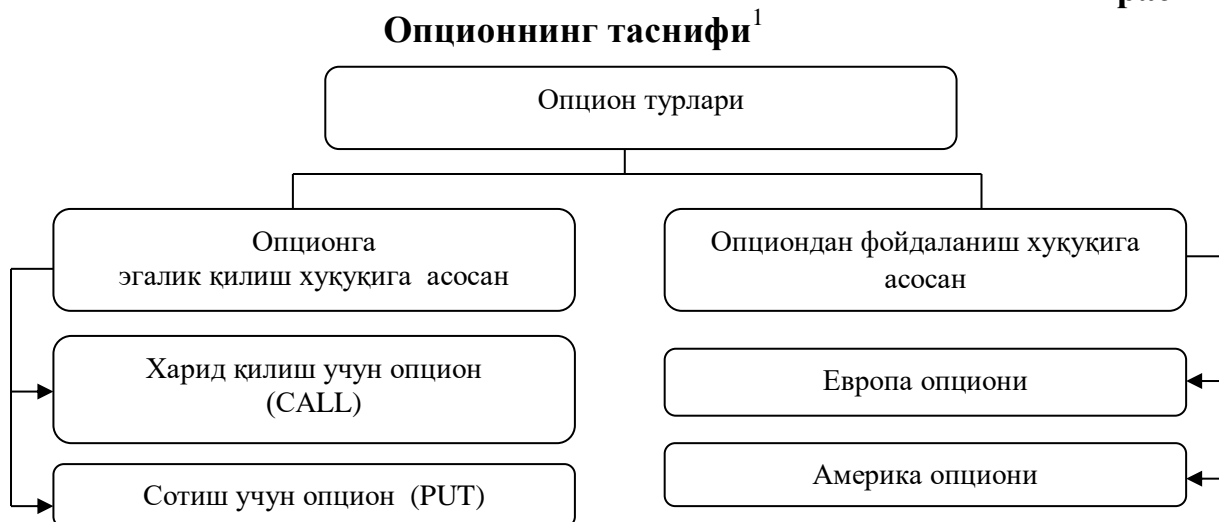 Опционнинг таснифи¹
Опцион турлари
Опционга
эгалик қилиш хуқуқига асосан
Харид қилиш учун опцион
(CALL)
Сотиш учун опцион (PUT)
Опциондан фойдаланиш хуқуқига
асосан
Европа опциони
Америка опциони